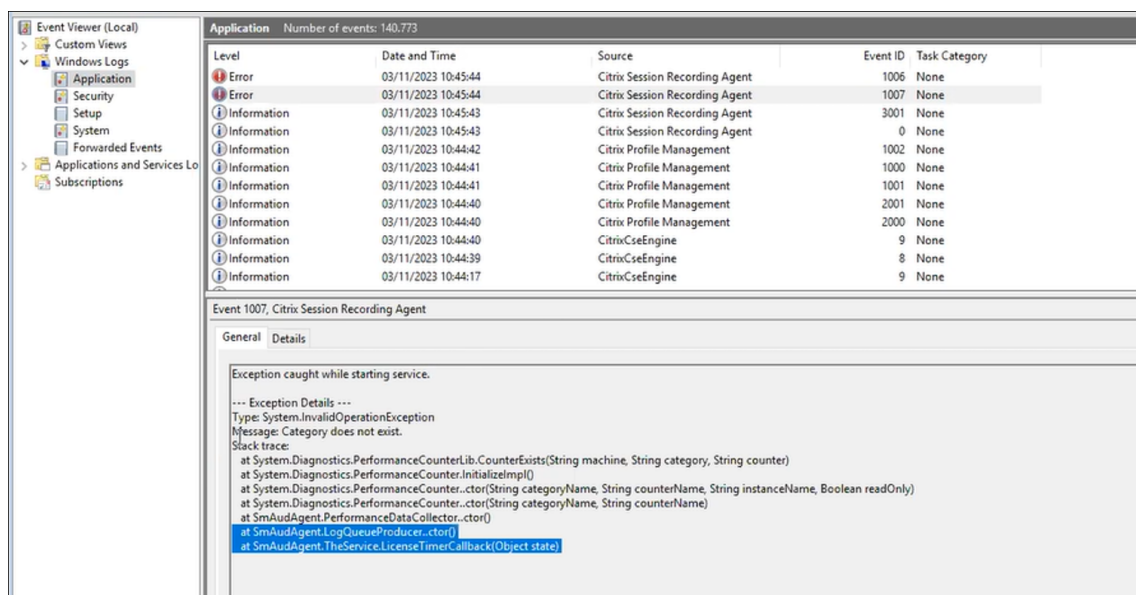 Event Viewer (Local)
Custom Views
Windows Logs
Application
Security
Setup
System
Forwarded Events
Applications and Services Lo
Subscriptions
Application Number of events: 140.773
Level Date and Time Source Event ID Task Category
Error 03/11/2023 10:45:44 Citrix Session Recording Agent 1006 None
Error 03/11/2023 10:45:44 Citrix Session Recording Agent 1007 None
Information 03/11/2023 10:45:43 Citrix Session Recording Agent 3001 None
Information 03/11/2023 10:45:43 Citrix Session Recording Agent 0 None
Information 03/11/2023 10:44:42 Citrix Profile Management 1002 None
Information 03/11/2023 10:44:41 Citrix Profile Management 1000 None
Information 03/11/2023 10:44:41 Citrix Profile Management 1001 None
Information 03/11/2023 10:44:40 Citrix Profile Management 2001 None
Information 03/11/2023 10:44:40 Citrix Profile Management 2000 None
Information 03/11/2023 10:44:40 CitrixCseEngine 9 None
Information 03/11/2023 10:44:39 CitrixCseEngine 8 None
Information 03/11/2023 10:44:17 CitrixCseEngine 9 None
Event 1007, Citrix Session Recording Agent
General Details
Exception caught while starting service.
--- Exception Details ---
Type: System.InvalidOperationException
Message: Category does not exist.
Stack trace:
at System.Diagnostics.PerformanceCounterLib.CounterExists(String machine, String category, String counter)
at System.Diagnostics.PerformanceCounter.InitializeImpl()
at System.Diagnostics.PerformanceCounter..ctor(String categoryName, String counterName, String instanceName, Boolean readOnly)
at System.Diagnostics.PerformanceCounter..ctor(String categoryName, String counterName)
at SmAudAgent.PerformanceDataCollector..ctor()
at SmAudAgent.LogQueueProducer..ctor()
at SmAudAgent.TheService.LicenseTimerCallback(Object state)